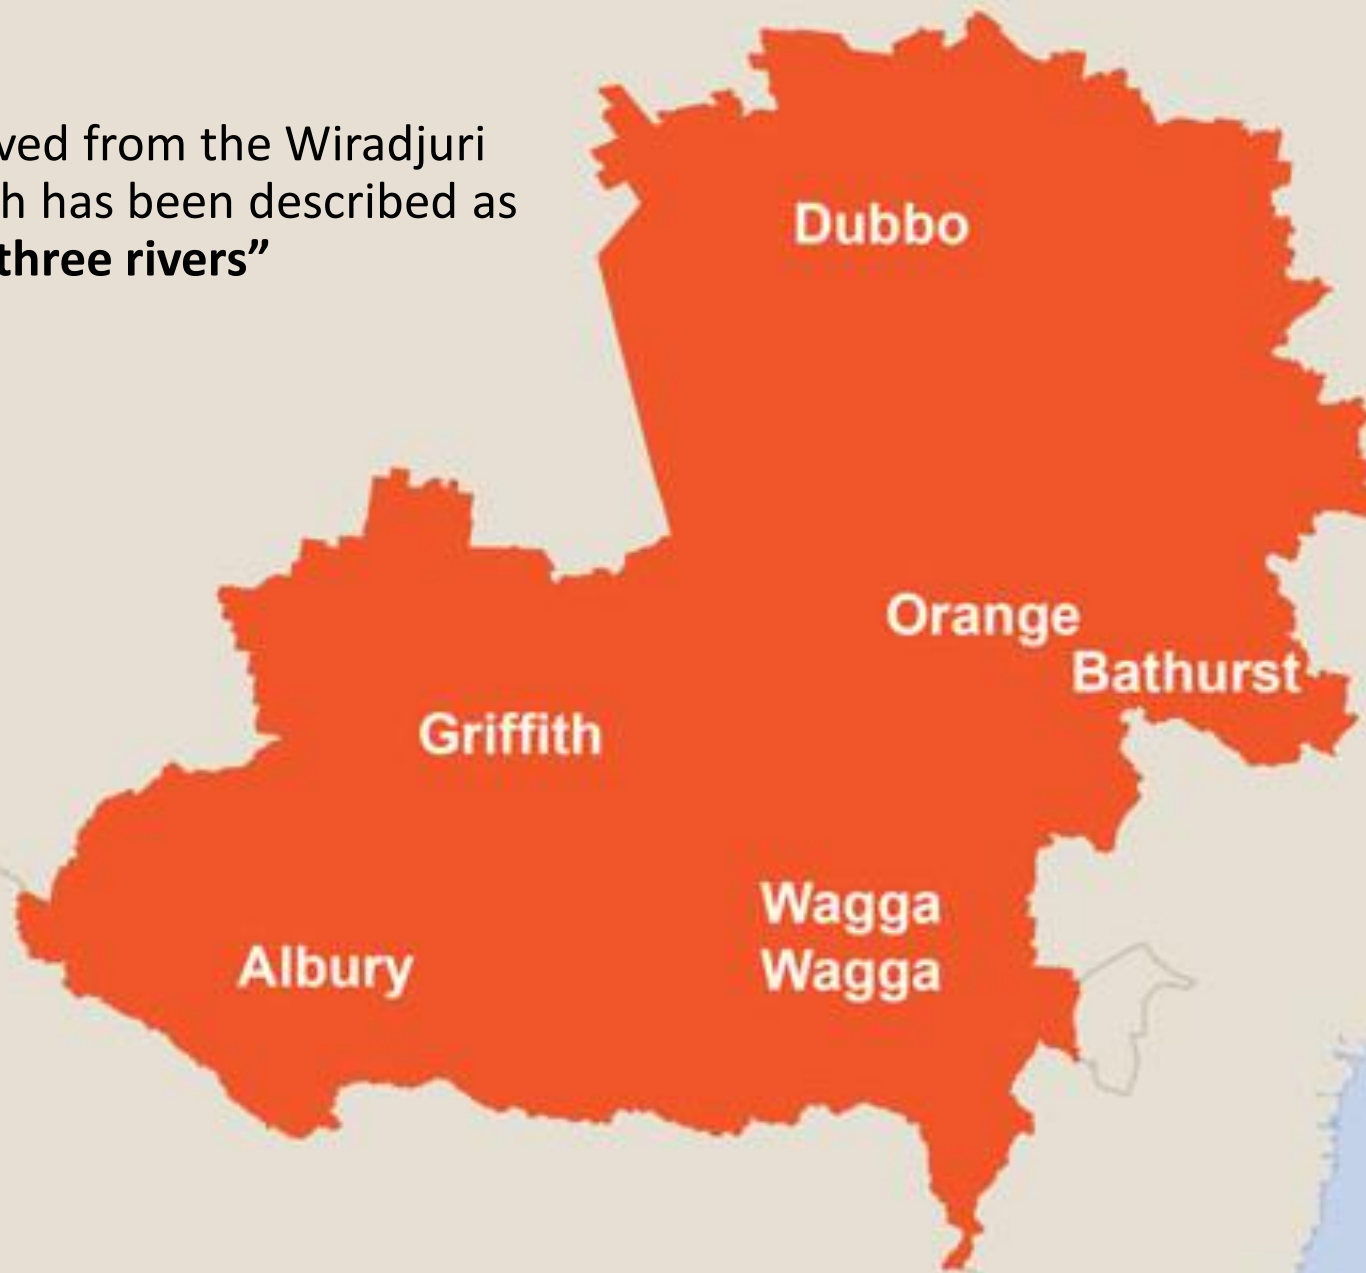 ved from the Wiradjuri
h has been described as
three rivers”
Dubbo
Orange
Bathurst
Griffith
Wagga
Wagga
Albury